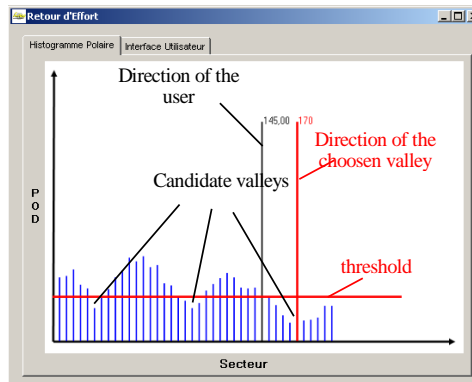 Retour d'Effort
Histogramme Polaire
Interface Utilisateur
Direction of the
user
145,00
170
Direction of the
choosen valley
Candidate valleys
POD
threshold
Secteur